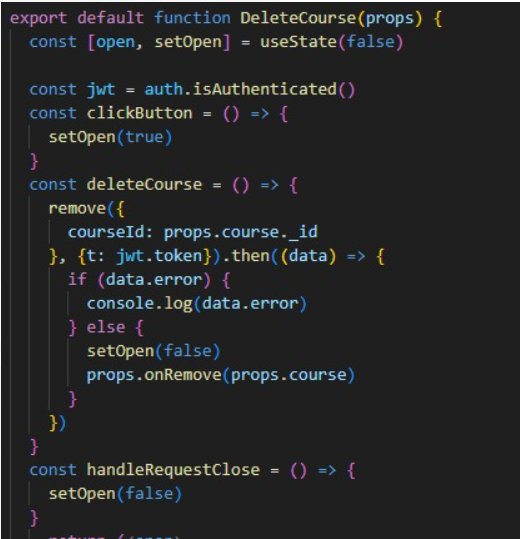 export default function DeleteCourse(props) {
  const [open, setOpen] = useState(false)

  const jwt = auth.isAuthenticated()
  const clickButton = () => {
    setOpen(true)
  }
  const deleteCourse = () => {
    remove({
      courseId: props.course._id
    }, {t: jwt.token}).then((data) => {
      if (data.error) {
        console.log(data.error)
      } else {
        setOpen(false)
        props.onRemove(props.course)
      }
    })
  }
  const handleRequestClose = () => {
    setOpen(false)
  }